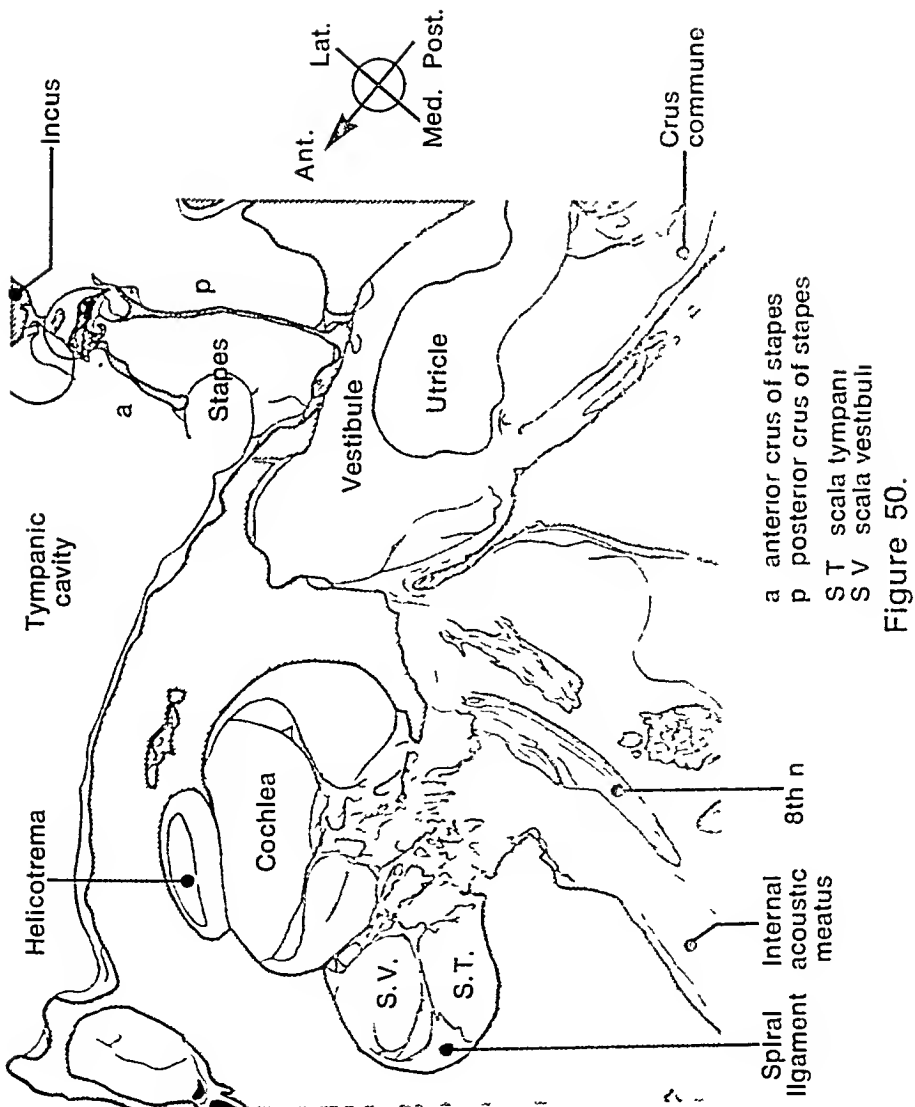 Incus
Lat.
Ant.
Post.
Med.
Tympanic
cavity
Helicotrema
a
Stapes
p
Vestibule
Utricle
Cochlea
S.V.
S.T.
Crus
commune
Spiral
lIgament
Internal
acoustic
meatus
8th n
a anterior crus of stapes
p posterior crus of stapes
S T scala tympani
S V scala vestibuli
Figure 50.